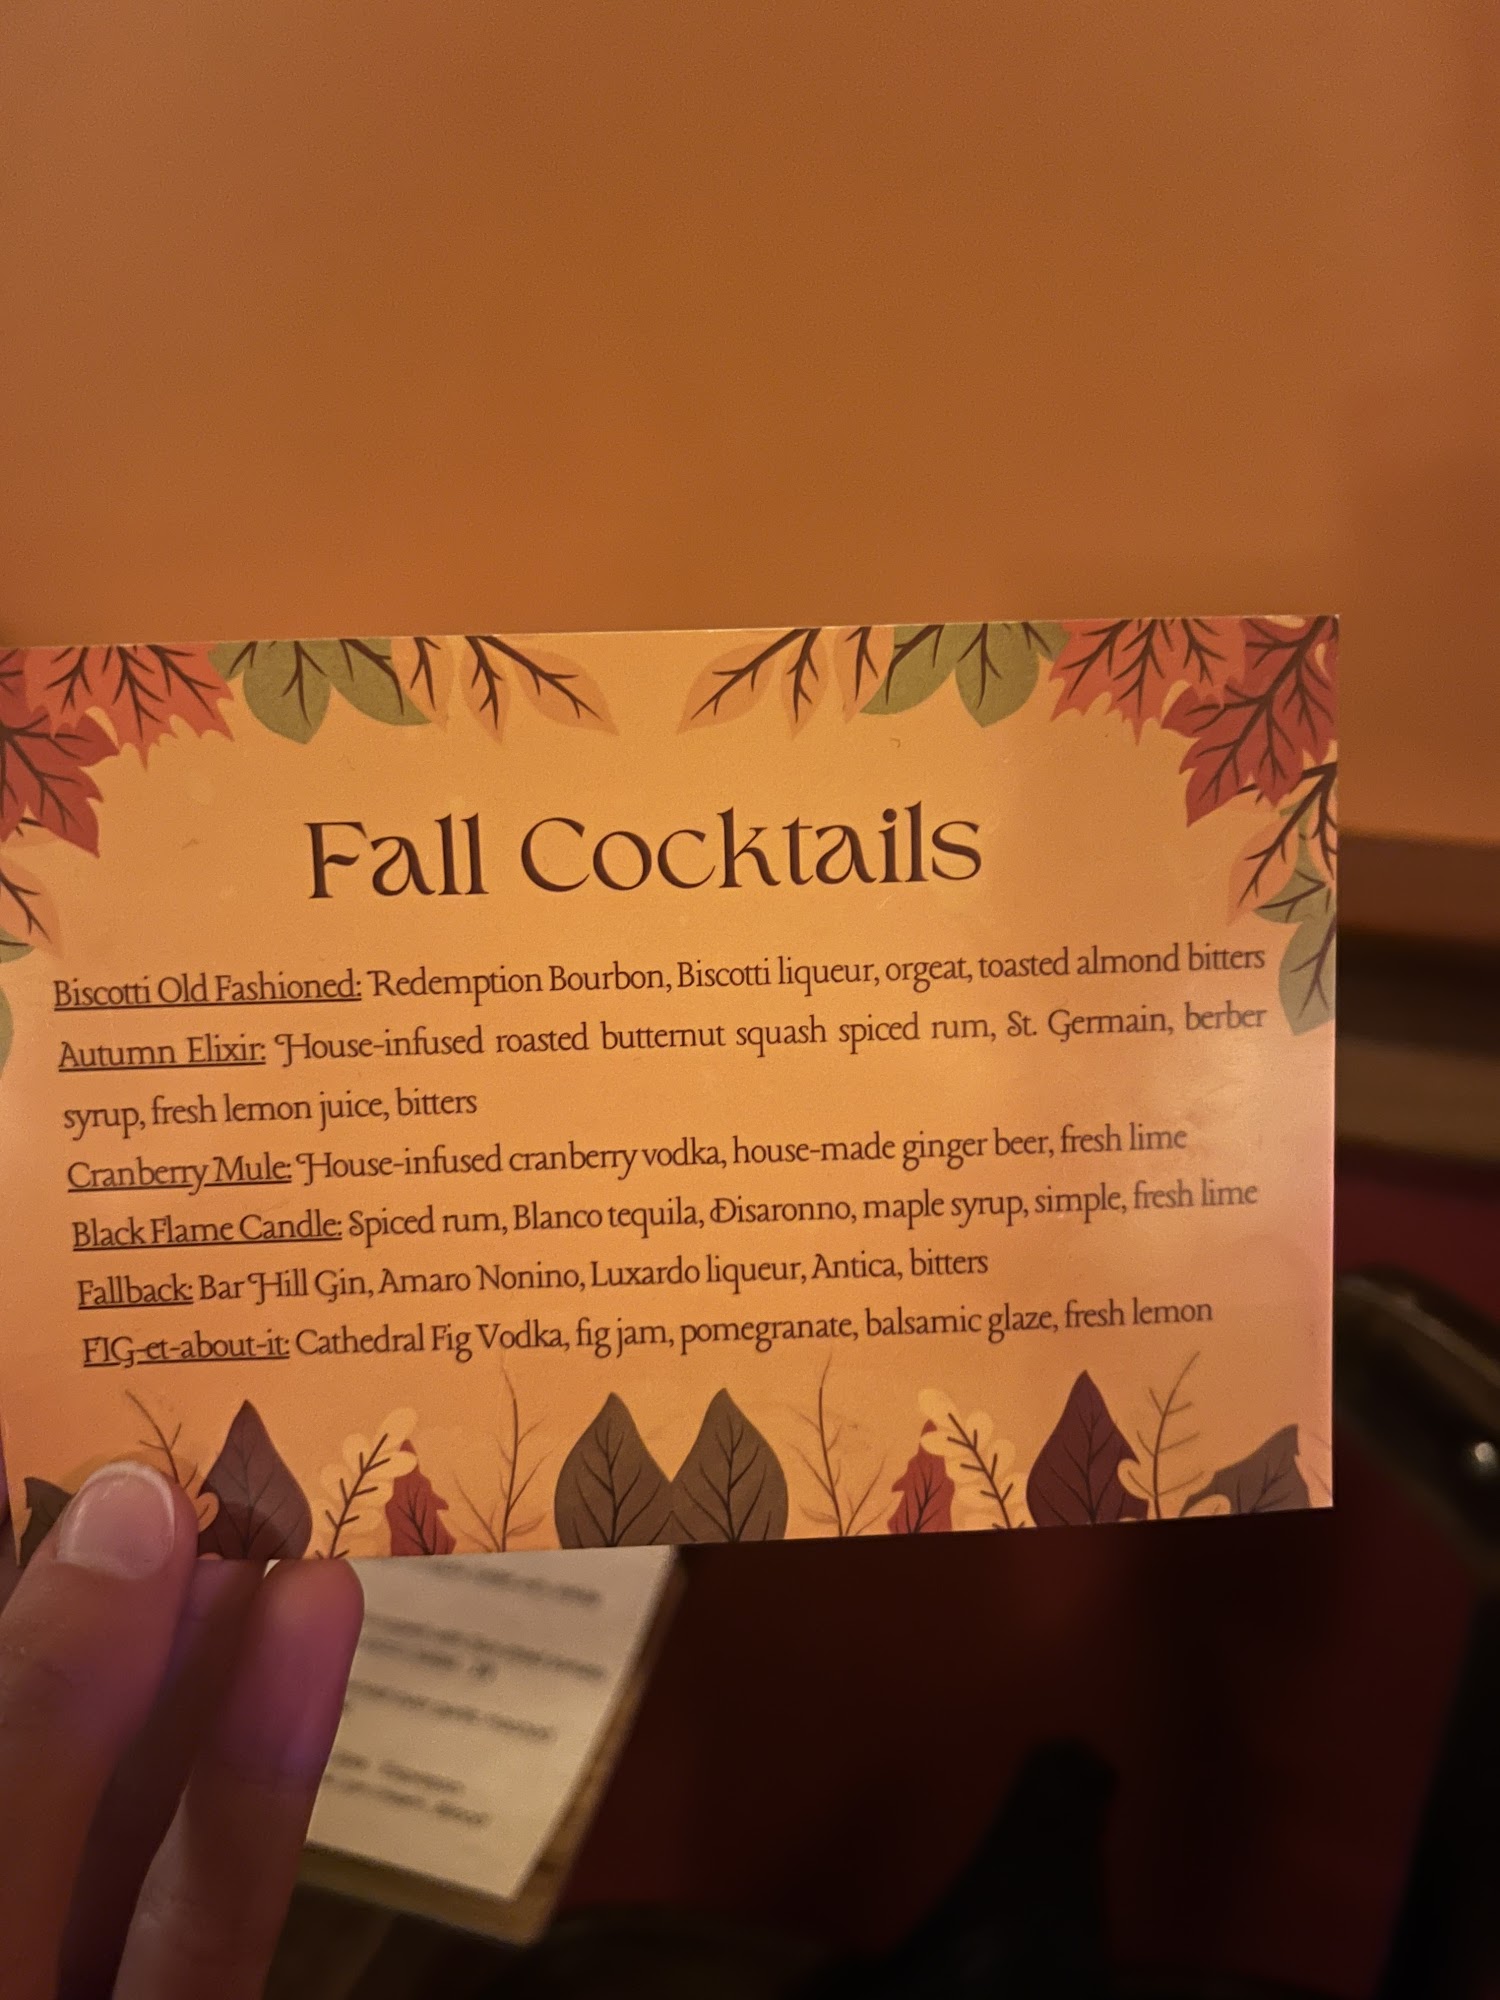 Fall Cocktails
Biscotti Old Fashioned: Redemption Bourbon, Biscotti liqueur, orgeat, toasted almond bitters
Autumn Elixir: House-infused roasted butternut squash spiced rum, St. Germain, berber
syrup, fresh lemon juice, bitters
Cranberry Mule: House-infused cranberry vodka, house-made ginger beer, fresh lime
Black Flame Candle: Spiced rum, Blanco tequila, Disaronno, maple syrup, simple, fresh lime
Fallback: Bar Hill Gin, Amaro Nonino, Luxardo liqueur, Antica, bitters
FIG-et-about-it: Cathedral Fig Vodka, fig jam, pomegranate, balsamic glaze, fresh lemon